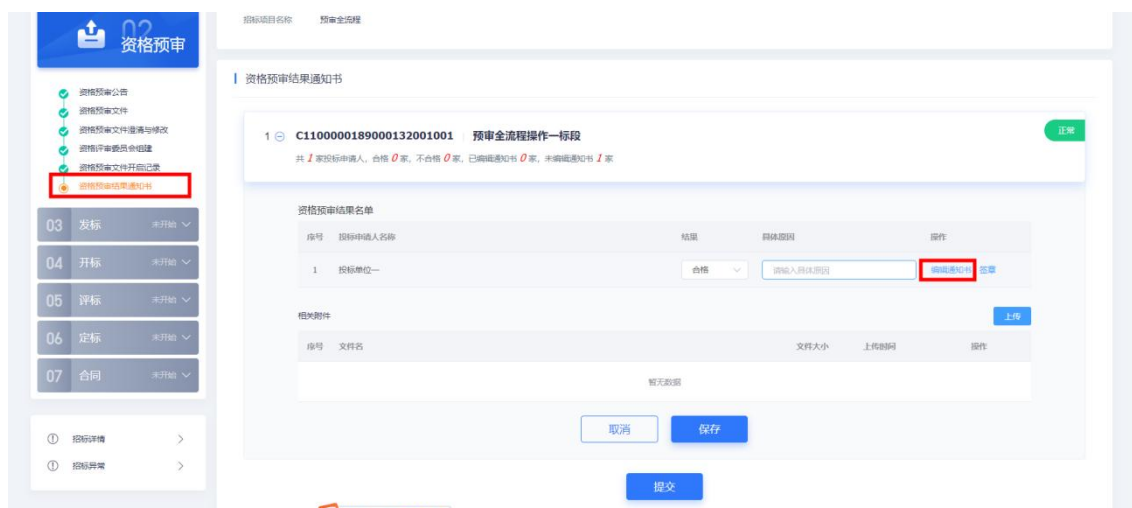 招标项目名称 预审全流程
02
资格预审
资格预审结果通知书
资格预审公告
资格预审文件
资格预审文件澄清与修改
资格评审委员会组建
资格预审文件开启记录
资格预审结果通知书
1 C1100000189000132001001 预审全流程操作一标段 正常
共 1 家投标申请人，合格 0 家，不合格 0 家，已编辑通知书 0 家，未编辑通知书 1 家
03 发标 未开始
04 开标 未开始
05 评标 未开始
06 定标 未开始
07 合同 未开始
招标详情
招标异常
资格预审结果名单
序号 投标申请人名称 结果 具体原因 操作
1 投标单位一 合格 请输入具体原因 编辑通知书 签章
相关附件 上传
序号 文件名 文件大小 上传时间 操作
暂无数据
取消 保存
提交